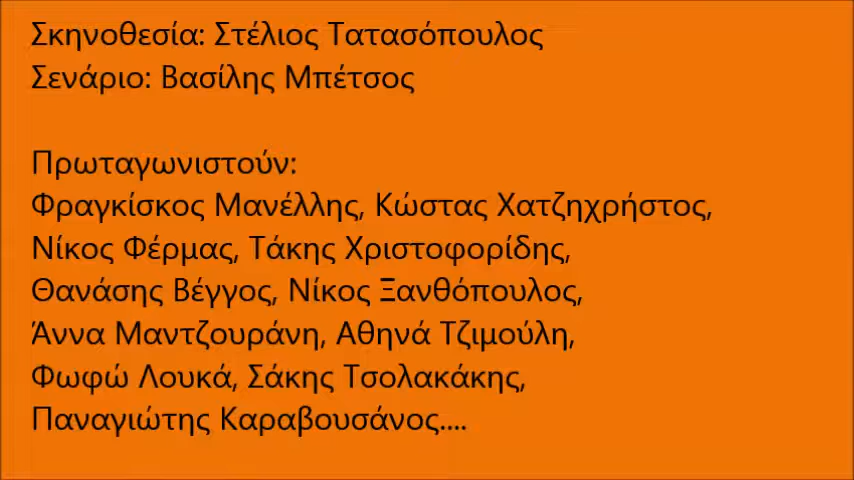 Σκηνοθεσία: Στέλιος Τατασόπουλος
Σενάριο: Βασίλης Μπέτσος
Πρωταγωνιστούν:
Φραγκίσκος Μανέλλης, Κώστας Χατζηχρήστος,
Νίκος Φέρμας, Τάκης Χριστοφορίδης,
Θανάσης Βέγγος, Νίκος Ξανθόπουλος,
Άννα Μαντζουράνη, Αθηνά Τζιμούλη,
Φωφώ Λουκά, Σάκης Τσολακάκης,
Παναγιώτης Καραβουσάνος....